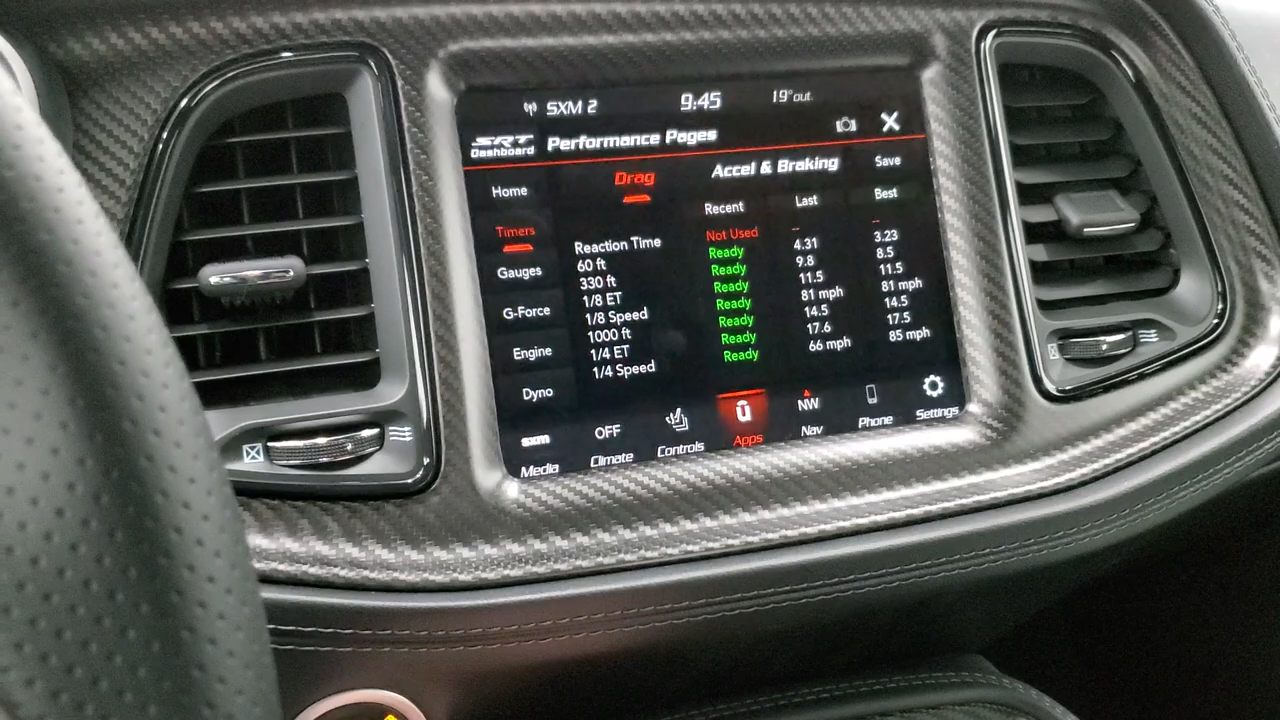 SXM 2 9:45 19° out.
SRT Dashboard Performance Pages
Home Drag Accel & Braking Save
Recent Last Best
Timers Reaction Time Not Used -- --
60 ft Ready 4.31 3.23
Gauges 330 ft Ready 9.8 8.5
1/8 ET Ready 11.5 11.5
G-Force 1/8 Speed Ready 81 mph 81 mph
1000 ft Ready 14.5 14.5
Engine 1/4 ET Ready 17.6 17.5
1/4 Speed Ready 66 mph 85 mph
Dyno
sxm OFF NW
Media Climate Controls Apps Nav Phone Settings